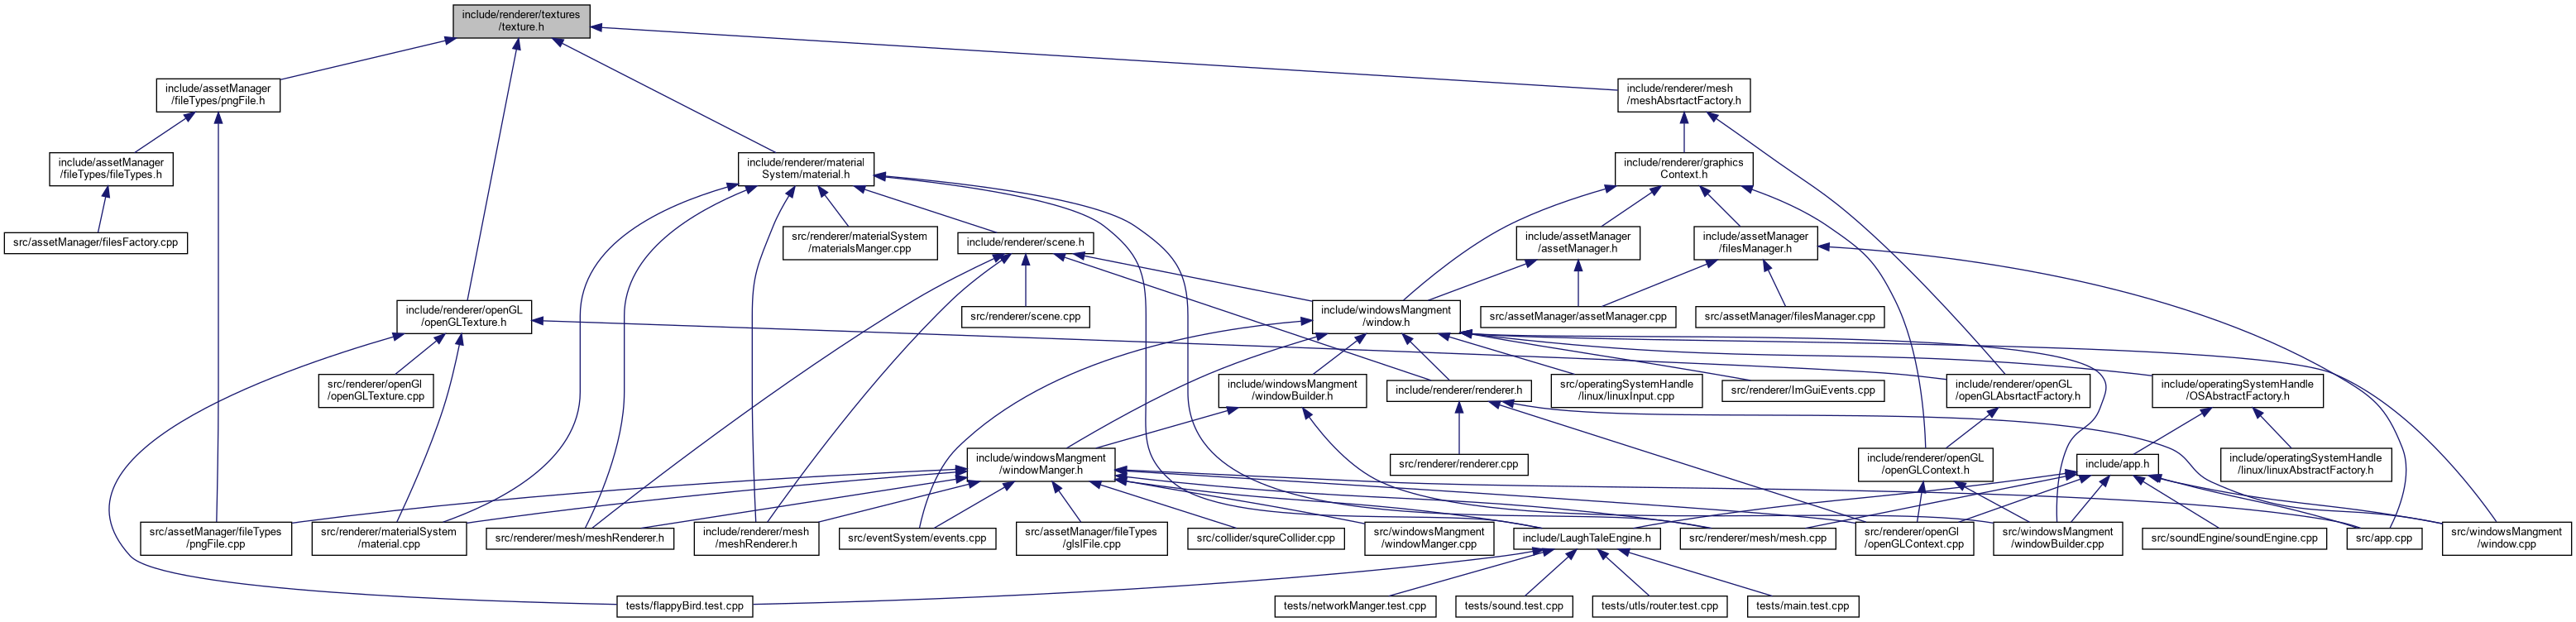 include/renderer/textures
/texture.h
include/assetManager
/fileTypes/pngFile.h
include/renderer/mesh
/meshAbsrtactFactory.h
include/assetManager
/fileTypes/fileTypes.h
include/renderer/material
System/material.h
include/renderer/graphics
Context.h
src/assetManager/filesFactory.cpp
src/renderer/materialSystem
/materialsManger.cpp
include/renderer/scene.h
include/assetManager
/assetManager.h
include/assetManager
/filesManager.h
include/renderer/openGL
/openGLTexture.h
src/renderer/scene.cpp
include/windowsMangment
/window.h
src/assetManager/assetManager.cpp
src/assetManager/filesManager.cpp
src/renderer/openGl
/openGLTexture.cpp
include/windowsMangment
/windowBuilder.h
include/renderer/renderer.h
src/operatingSystemHandle
/linux/linuxInput.cpp
src/renderer/ImGuiEvents.cpp
include/renderer/openGL
/openGLAbsrtactFactory.h
include/operatingSystemHandle
/OSAbstractFactory.h
include/windowsMangment
/windowManger.h
src/renderer/renderer.cpp
include/renderer/openGL
/openGLContext.h
include/app.h
include/operatingSystemHandle
/linux/linuxAbstractFactory.h
src/assetManager/fileTypes
/pngFile.cpp
src/renderer/materialSystem
/material.cpp
src/renderer/mesh/meshRenderer.h
include/renderer/mesh
/meshRenderer.h
src/eventSystem/events.cpp
src/assetManager/fileTypes
/glslFile.cpp
src/collider/squreCollider.cpp
src/windowsMangment
/windowManger.cpp
include/LaughTaleEngine.h
src/renderer/mesh/mesh.cpp
src/renderer/openGl
/openGLContext.cpp
src/windowsMangment
/windowBuilder.cpp
src/soundEngine/soundEngine.cpp
src/app.cpp
src/windowsMangment
/window.cpp
tests/flappyBird.test.cpp
tests/networkManger.test.cpp
tests/sound.test.cpp
tests/utls/router.test.cpp
tests/main.test.cpp